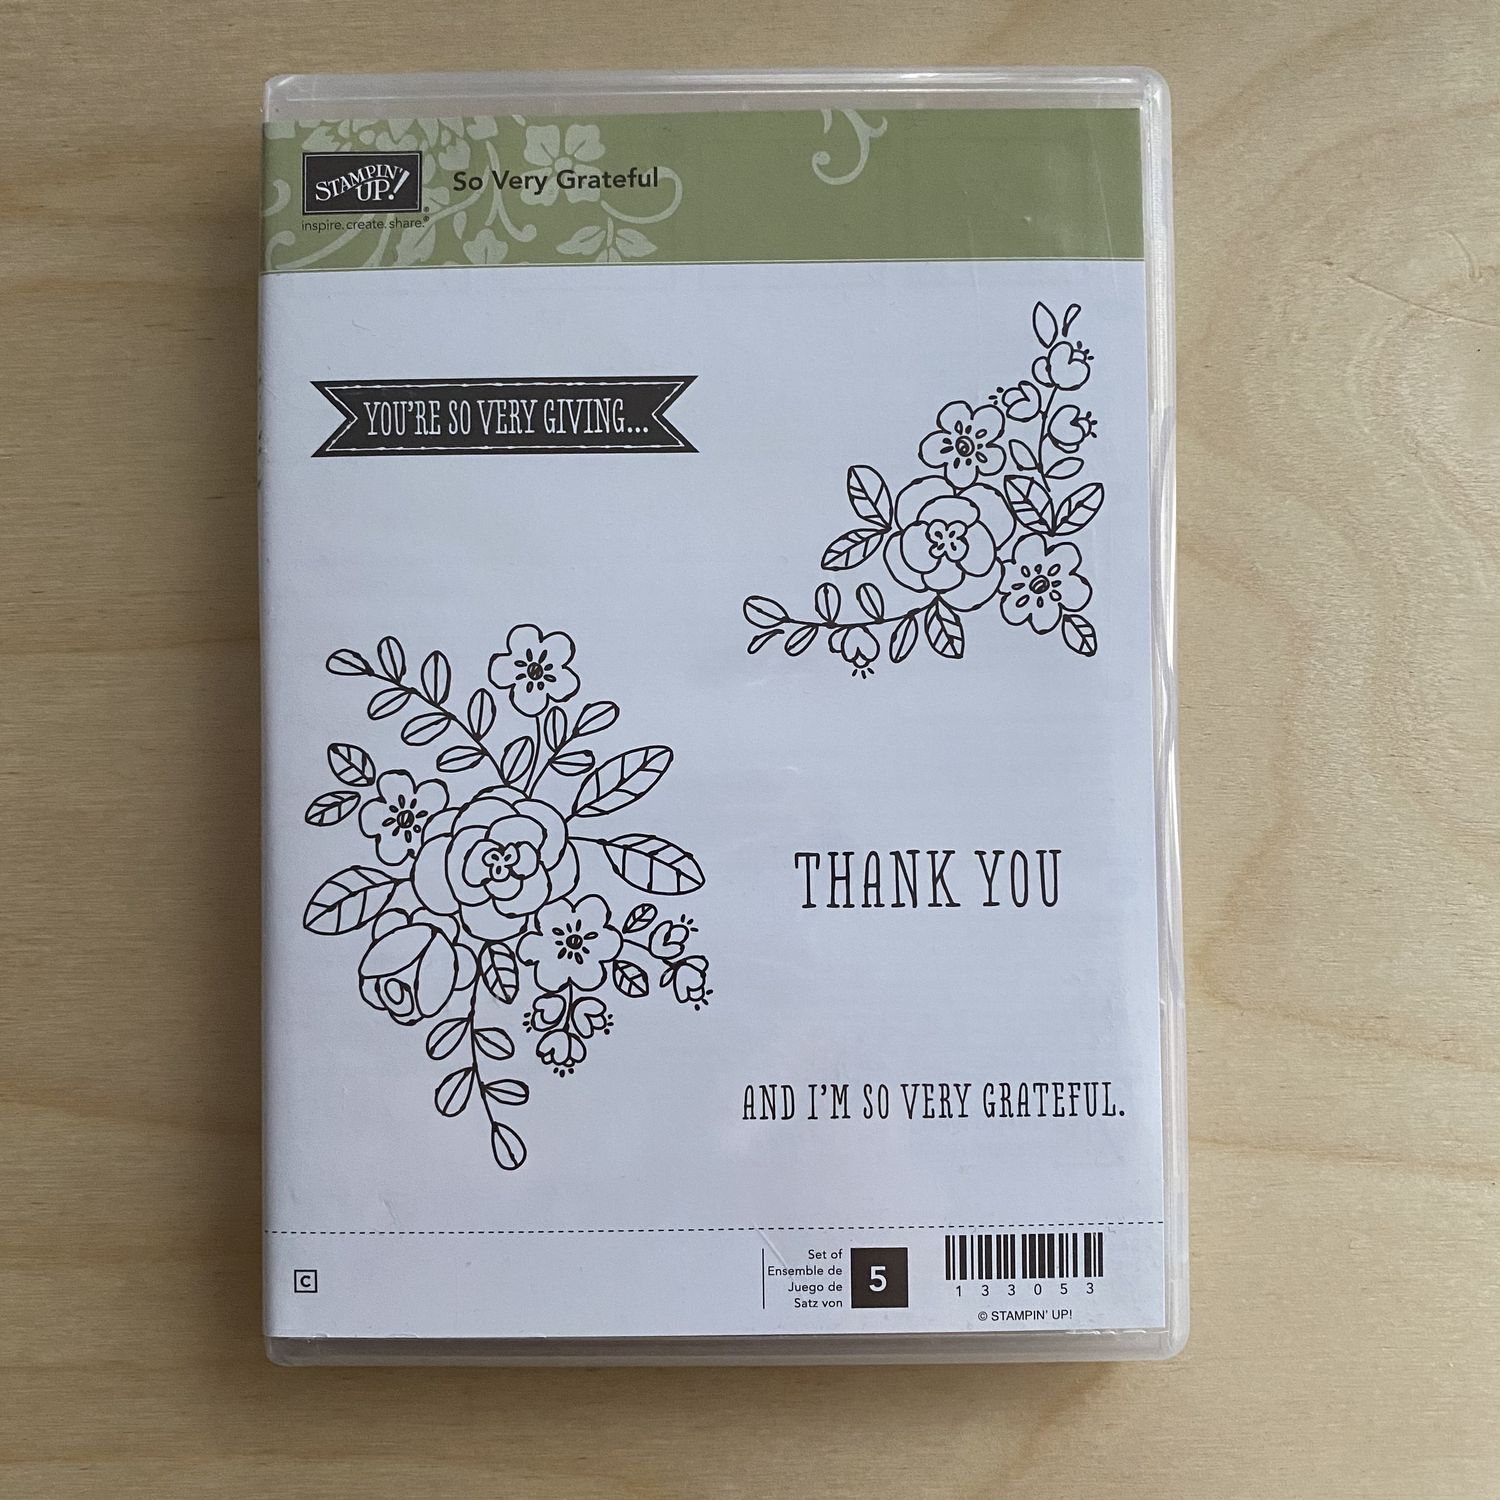 STAMPIN' UP!®
inspire. create. share.®
So Very Grateful
YOU'RE SO VERY GIVING...
THANK YOU
AND I'M SO VERY GRATEFUL.
C
Set of
Ensemble de
Juego de
Satz von
5
133053
© STAMPIN' UP!